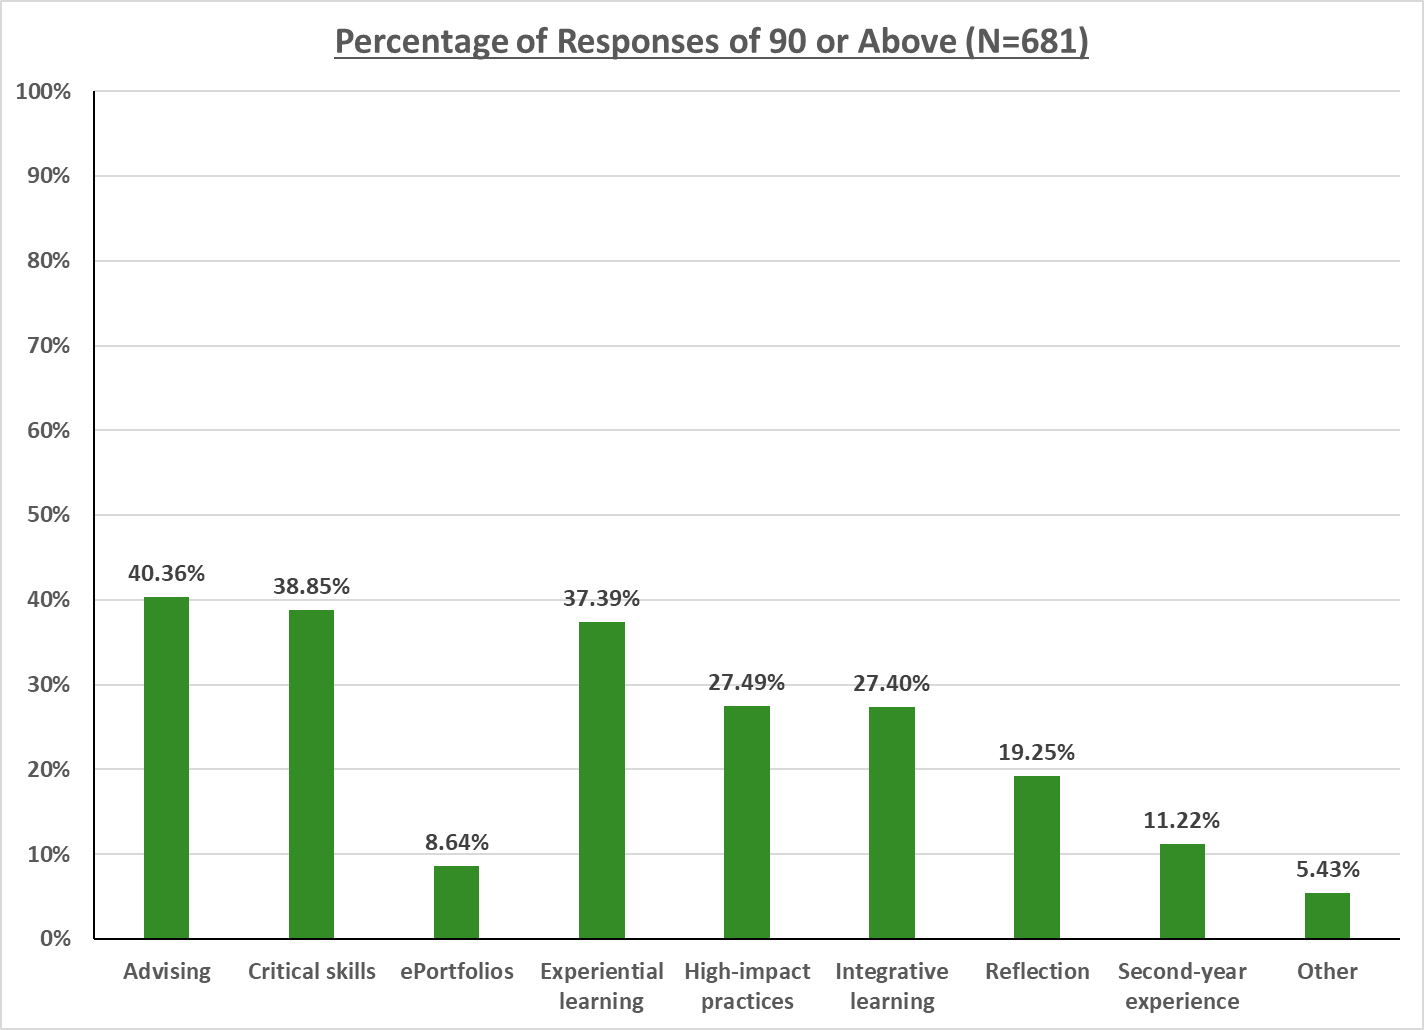 Percentage of Responses of 90 or Above (N=681)
100%
90%
80%
70%
60%
50%
40%
30%
20%
10%
0%
40.36%
38.85%
8.64%
37.39%
27.49%
27.40%
19.25%
11.22%
5.43%
Advising
Critical skills
ePortfolios
Experiential
learning
High-impact
practices
Integrative
learning
Reflection
Second-year
experience
Other